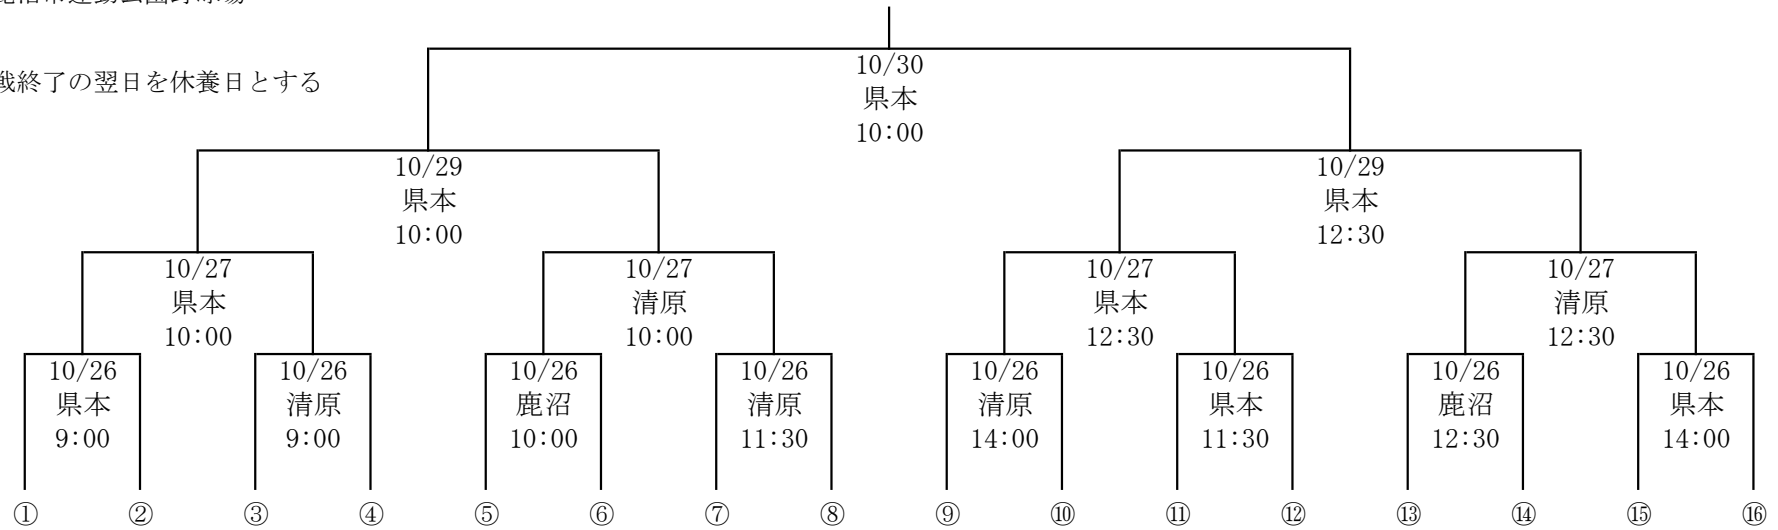 10/30
県本
10:00
戦終了の翌日を休養日とする
10/29
県本
10:00
10/29
県本
12:30
10/27
県本
10:00
10/27
清原
10:00
10/27
県本
12:30
10/27
清原
12:30
10/26
県本
9:00
10/26
清原
9:00
10/26
鹿沼
10:00
10/26
清原
11:30
10/26
清原
14:00
10/26
県本
11:30
10/26
鹿沼
12:30
10/26
県本
14:00
① ② ③ ④ ⑤ ⑥ ⑦ ⑧ ⑨ ⑩ ⑪ ⑫ ⑬ ⑭ ⑮ ⑯